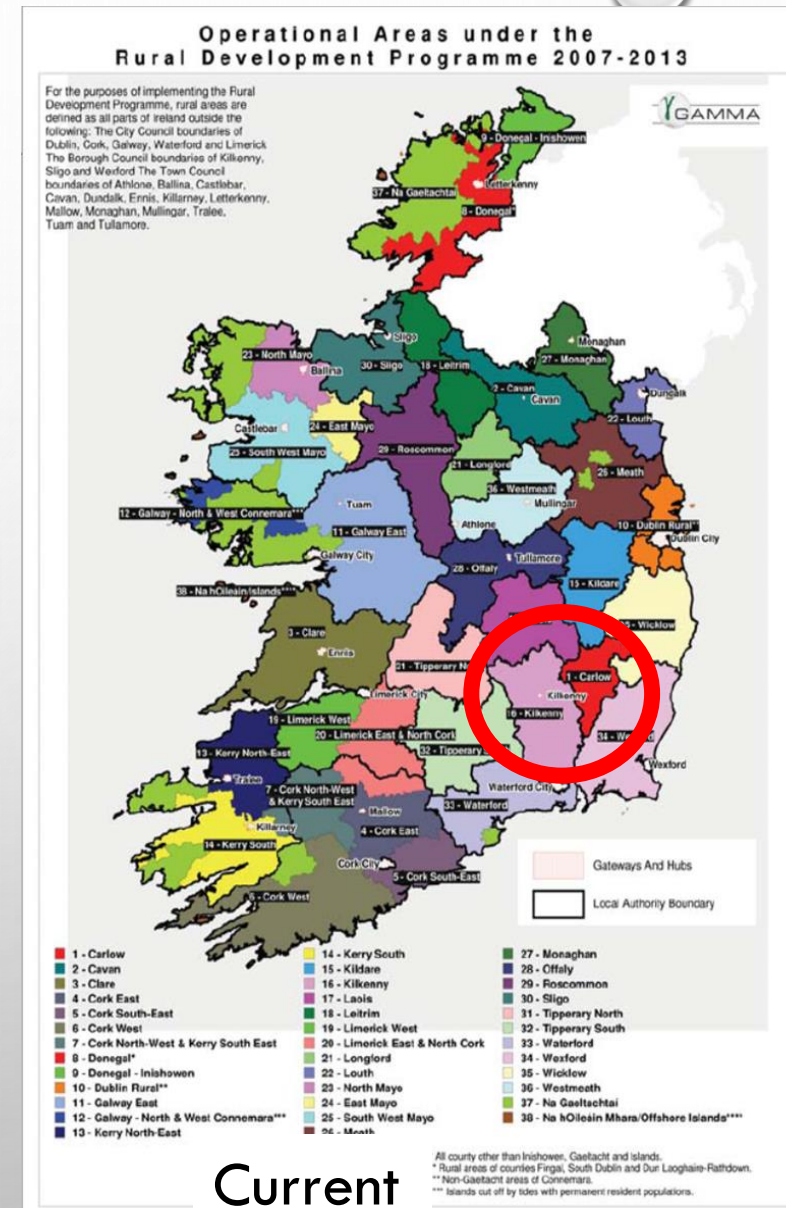 Operational Areas under the
Rural Development Programme 2007-2013
For the purposes of implementing the Rural
Development Programme, rural areas are
defined as all parts of Ireland outside the
following: The City Council boundaries of
Dublin, Cork, Galway, Waterford and Limerick
The Borough Council boundaries of Kilkenny,
Sligo and Wexford The Town Council
boundaries of Athlone, Ballina, Castlebar,
Cavan, Dundalk, Ennis, Killarney, Letterkenny,
Mallow, Monaghan, Mullingar, Tralee,
Tuam and Tullamore.
GAMMA
9 - Donegal - Inishowen
Letterkenny
37 - Na Gaeltachtaí
8 - Donegal*
Sligo
Monaghan
23 - North Mayo
30 - Sligo
18 - Leitrim
27 - Monaghan
Ballina
2 - Cavan
Cavan
Dundalk
22 - Louth
Castlebar
24 - East Mayo
29 - Roscommon
25 - South West Mayo
21 - Longford
26 - Meath
36 - Westmeath
Mullingar
12 - Galway - North & West Connemara***
Tuam
Athlone
10 - Dublin Rural**
11 - Galway East
Dublin City
Galway City
28 - Offaly
Tullamore
15 - Kildare
38 - Na hOileáin/Islands****
3 - Clare
- Wicklow
Ennis
31 - Tipperary
1 - Carlow
Limerick City
Kilkenny
16 - Kilkenny
19 - Limerick West
20 - Limerick East & North Cork
34 -
13 - Kerry North-East
32 - Tipperary
Wexford
Tralee
7 - Cork North-West
& Kerry South East
Waterford City
Mallow
33 - Waterford
Killarney
4 - Cork East
14 - Kerry South
Cork City
5 - Cork South-East
6 - Cork West
Gateways And Hubs
Local Authority Boundary
1 - Carlow
2 - Cavan
3 - Clare
4 - Cork East
5 - Cork South-East
6 - Cork West
7 - Cork North-West & Kerry South East
8 - Donegal*
9 - Donegal - Inishowen
10 - Dublin Rural**
11 - Galway East
12 - Galway - North & West Connemara***
13 - Kerry North-East
14 - Kerry South
15 - Kildare
16 - Kilkenny
17 - Laois
18 - Leitrim
19 - Limerick West
20 - Limerick East & North Cork
21 - Longford
22 - Louth
23 - North Mayo
24 - East Mayo
25 - South West Mayo
26 - Meath
27 - Monaghan
28 - Offaly
29 - Roscommon
30 - Sligo
31 - Tipperary North
32 - Tipperary South
33 - Waterford
34 - Wexford
35 - Wicklow
36 - Westmeath
37 - Na Gaeltachtaí
38 - Na hOileáin Mhara/Offshore Islands****
All county other than Inishowen, Gaeltacht and Islands.
* Rural areas of counties Fingal, South Dublin and Dun Laoghaire-Rathdown.
** Non-Gaeltacht areas of Connemara.
*** Islands cut off by tides with permanent resident populations.
Current